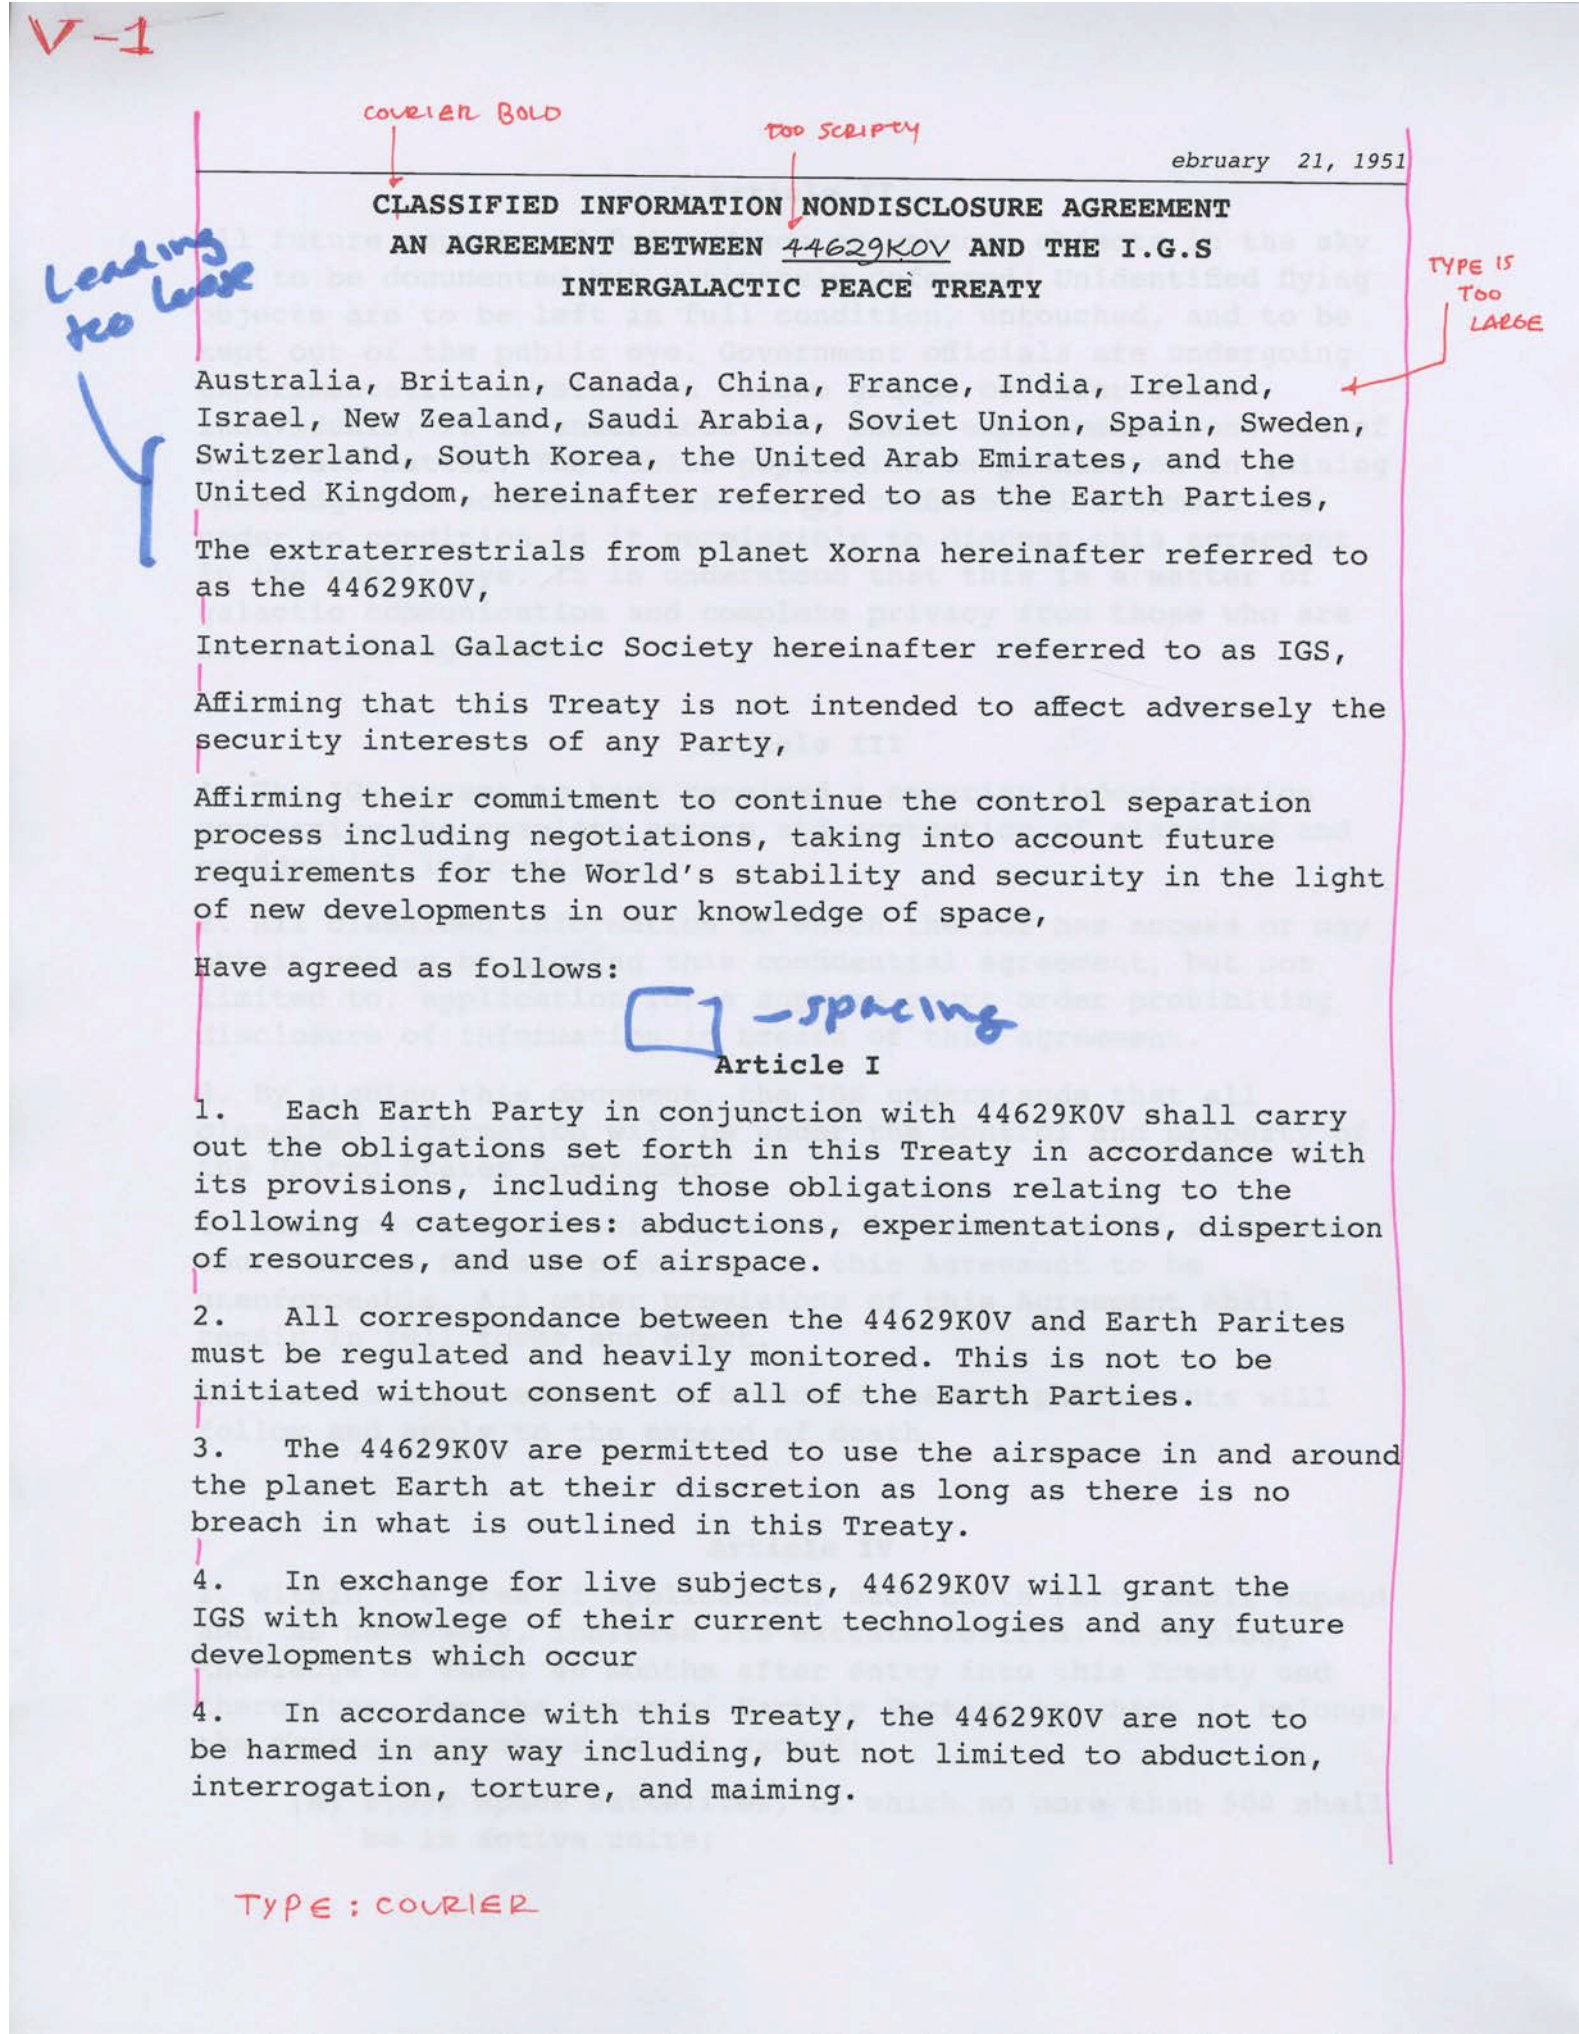 V-1
COURIER BOLD
TOO SCRIPTY
ebruary 21, 1951
CLASSIFIED INFORMATION NONDISCLOSURE AGREEMENT
AN AGREEMENT BETWEEN 44629K0V AND THE I.G.S
INTERGALACTIC PEACE TREATY
Leading
too
TYPE IS
TOO
LARGE
Australia, Britain, Canada, China, France, India, Ireland,
Israel, New Zealand, Saudi Arabia, Soviet Union, Spain, Sweden,
Switzerland, South Korea, the United Arab Emirates, and the
United Kingdom, hereinafter referred to as the Earth Parties,
The extraterrestrials from planet Xorna hereinafter referred to
as the 44629K0V,
International Galactic Society hereinafter referred to as IGS,
Affirming that this Treaty is not intended to affect adversely the
security interests of any Party,
Affirming their commitment to continue the control separation
process including negotiations, taking into account future
requirements for the World's stability and security in the light
of new developments in our knowledge of space,
Have agreed as follows:
-spacing
Article I
1. Each Earth Party in conjunction with 44629K0V shall carry
out the obligations set forth in this Treaty in accordance with
its provisions, including those obligations relating to the
following 4 categories: abductions, experimentations, dispertion
of resources, and use of airspace.
2. All correspondance between the 44629K0V and Earth Parites
must be regulated and heavily monitored. This is not to be
initiated without consent of all of the Earth Parties.
3. The 44629K0V are permitted to use the airspace in and around
the planet Earth at their discretion as long as there is no
breach in what is outlined in this Treaty.
4. In exchange for live subjects, 44629K0V will grant the
IGS with knowlege of their current technologies and any future
developments which occur
4. In accordance with this Treaty, the 44629K0V are not to
be harmed in any way including, but not limited to abduction,
interrogation, torture, and maiming.
TYPE: COURIER